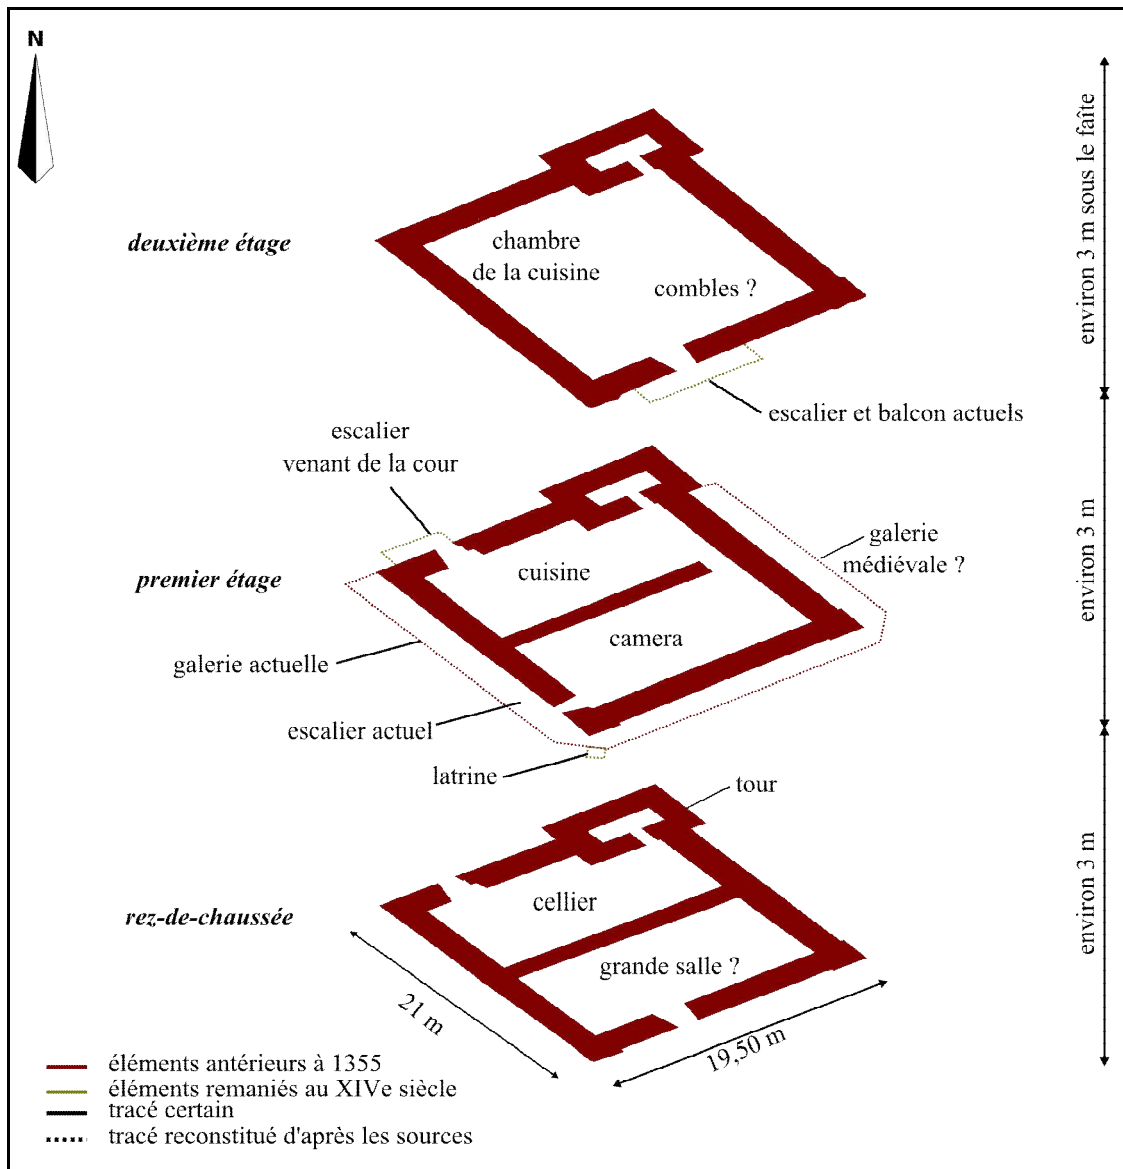 N
deuxième étage
chambre
de la cuisine
combles ?
environ 3 m sous le faîte
escalier et balcon actuels
escalier
venant de la cour
premier étage
cuisine
camera
galerie
médiévale ?
environ 3 m
galerie actuelle
escalier actuel
latrine
tour
rez-de-chaussée
cellier
grande salle ?
environ 3 m
21 m
19,50 m
éléments antérieurs à 1355
éléments remaniés au XIVe siècle
tracé certain
tracé reconstitué d'après les sources